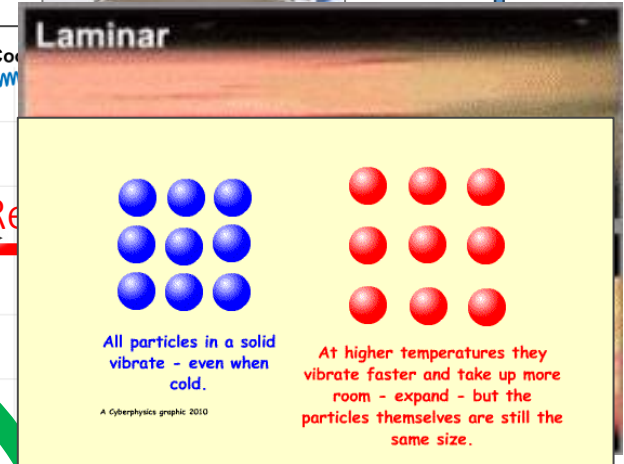 Laminar
All particles in a solid
vibrate - even when
cold.
A Cyberphysics graphic 2010
At higher temperatures they
vibrate faster and take up more
room - expand - but the
particles themselves are still the
same size.